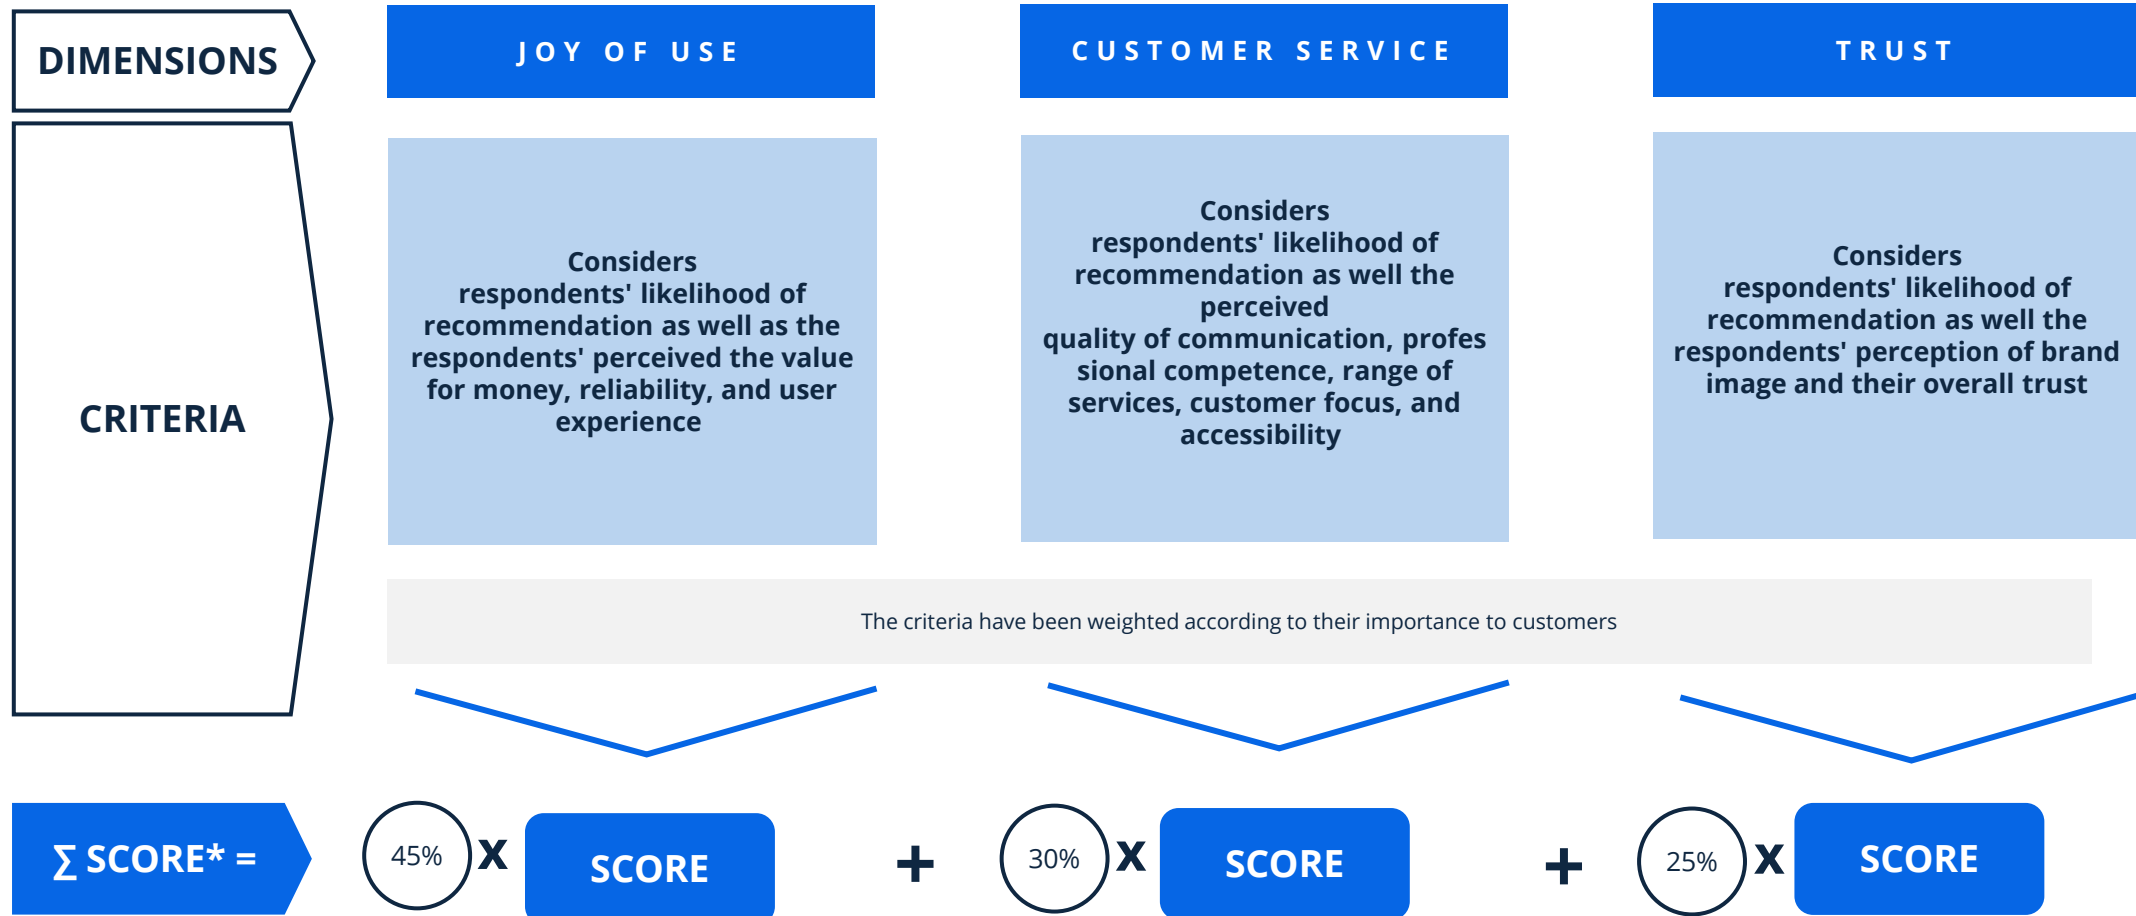 DIMENSIONS
JOY OF USE
CUSTOMER SERVICE
TRUST
CRITERIA
Considers
respondents' likelihood of
recommendation as well as the
respondents' perceived the value
for money, reliability, and user
experience
Considers
respondents' likelihood of
recommendation as well the
perceived
quality of communication, profes
sional competence, range of
services, customer focus, and
accessibility
Considers
respondents' likelihood of
recommendation as well the
respondents' perception of brand
image and their overall trust
The criteria have been weighted according to their importance to customers
∑ SCORE* =
45%
x
SCORE
+
30%
x
SCORE
+
25%
x
SCORE